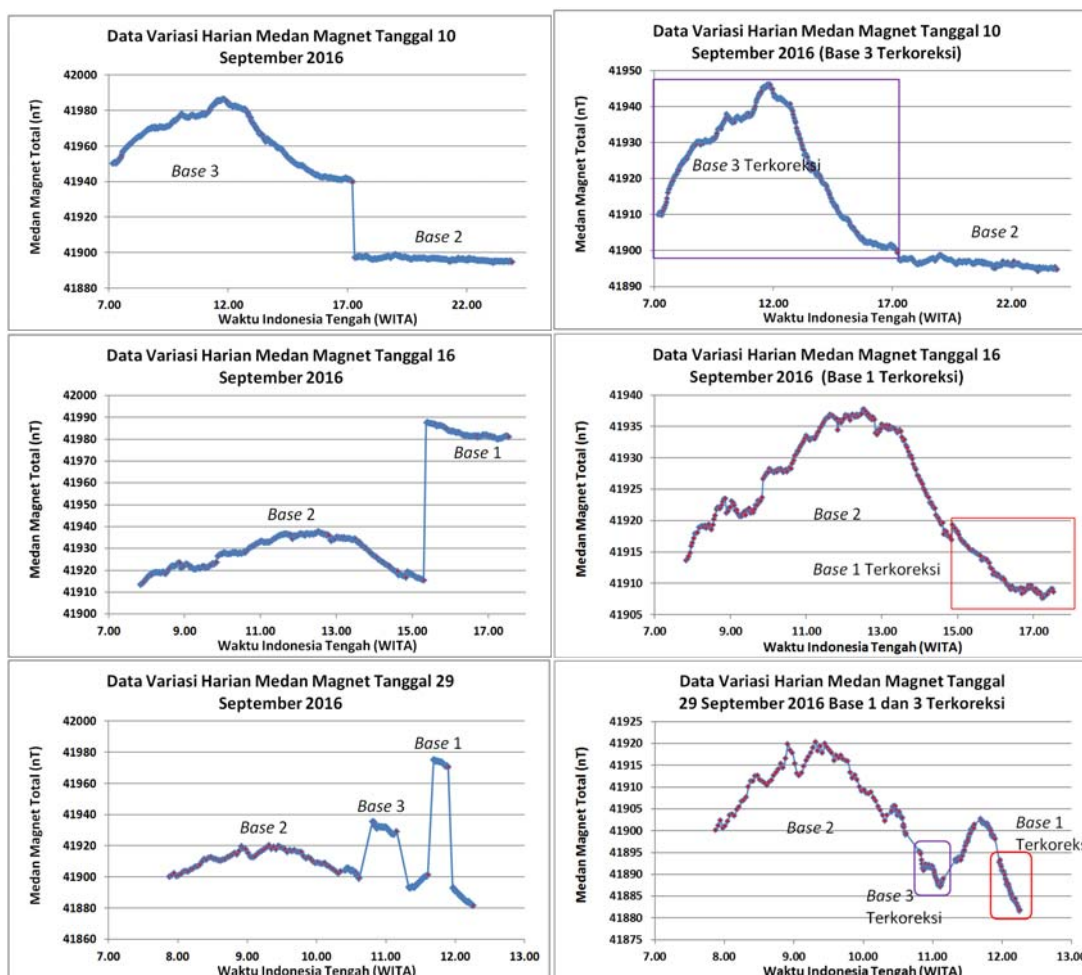 Data Variasi Harian Medan Magnet Tanggal 10
September 2016
Medan Magnet Total (nT)
42000
41980
41960
41940
41920
41900
41880
Base 3
Base 2
7.00 12.00 17.00 22.00
Waktu Indonesia Tengah (WITA)
Data Variasi Harian Medan Magnet Tanggal 10
September 2016 (Base 3 Terkoreksi)
Medan Magnet Total (nT)
41950
41940
41930
41920
41910
41900
41890
Base 3 Terkoreksi
Base 2
7.00 12.00 17.00 22.00
Waktu Indonesia Tengah (WITA)
Data Variasi Harian Medan Magnet Tanggal 16
September 2016
Medan Magnet Total (nT)
42000
41990
41980
41970
41960
41950
41940
41930
41920
41910
41900
Base 1
Base 2
7.00 9.00 11.00 13.00 15.00 17.00
Waktu Indonesia Tengah (WITA)
Data Variasi Harian Medan Magnet Tanggal 16
September 2016 (Base 1 Terkoreksi)
Medan Magnet Total (nT)
41940
41935
41930
41925
41920
41915
41910
41905
Base 2
Base 1 Terkoreksi
7.00 9.00 11.00 13.00 15.00 17.00
Waktu Indonesia Tengah (WITA)
Data Variasi Harian Medan Magnet Tanggal 29
September 2016
Medan Magnet Total (nT)
42000
41980
41960
41940
41920
41900
41880
41860
Base 1
Base 3
Base 2
7.00 8.00 9.00 10.00 11.00 12.00 13.00
Waktu Indonesia Tengah (WITA)
Data Variasi Harian Medan Magnet Tanggal
29 September 2016 Base 1 dan 3 Terkoreksi
Medan Magnet Total (nT)
41925
41920
41915
41910
41905
41900
41895
41890
41885
41880
41875
Base 2
Base 1
Terkoreksi
Base 3
Terkoreksi
7.00 8.00 9.00 10.00 11.00 12.00 13.00
Waktu Indonesia Tengah (WITA)